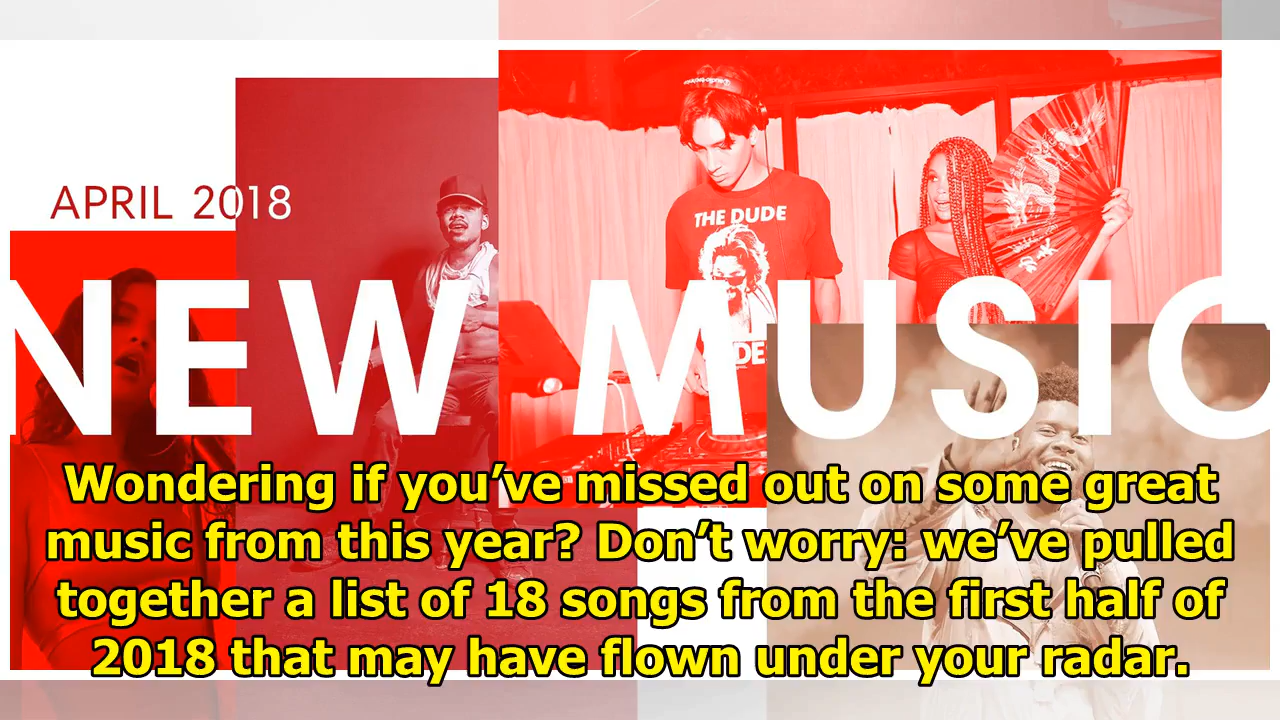 APRIL 2018
NEW MUSIC
THE DUDE
Wondering if you’ve missed out on some great
music from this year? Don’t worry: we’ve pulled
together a list of 18 songs from the first half of
2018 that may have flown under your radar.